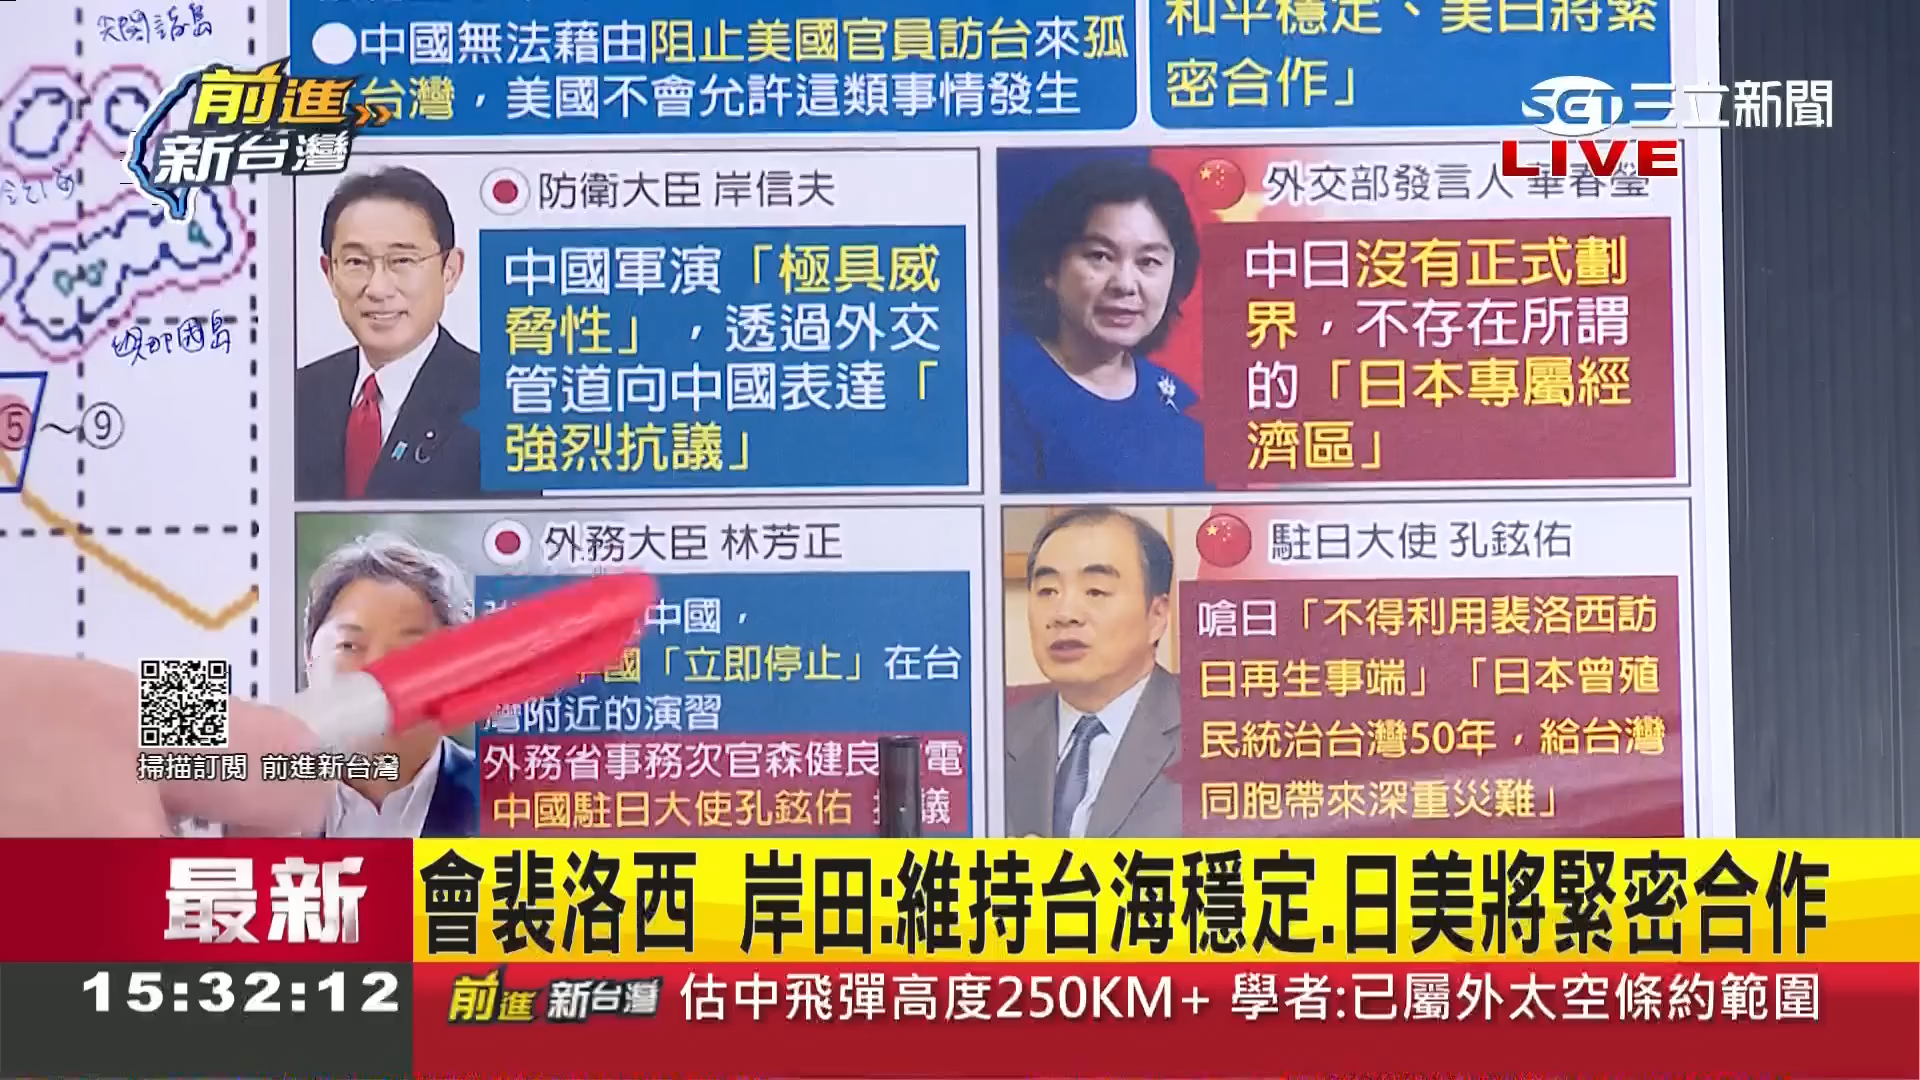 ●中國無法藉由阻止美國官員訪台來孤
台灣，美國不會允許這類事情發生
和平穩定、美日將緊
密合作」
前進
新台灣
SET三立新聞
LIVE
防衛大臣 岸信夫
中國軍演「極具威
脅性」，透過外交
管道向中國表達「
強烈抗議」
外交部發言人 華春瑩
中日沒有正式劃
界，不存在所謂
的「日本專屬經
濟區」
與那國島
⑤～⑨
外務大臣 林芳正
中國，
國「立即停止」在台
灣附近的演習
外務省事務次官森健良 電
中國駐日大使孔鉉佑 議
駐日大使 孔鉉佑
嗆日「不得利用裴洛西訪
日再生事端」「日本曾殖
民統治台灣50年，給台灣
同胞帶來深重災難」
掃描訂閱 前進新台灣
最新
會裴洛西 岸田:維持台海穩定.日美將緊密合作
15:32:12
前進新台灣
估中飛彈高度250KM+ 學者:已屬外太空條約範圍